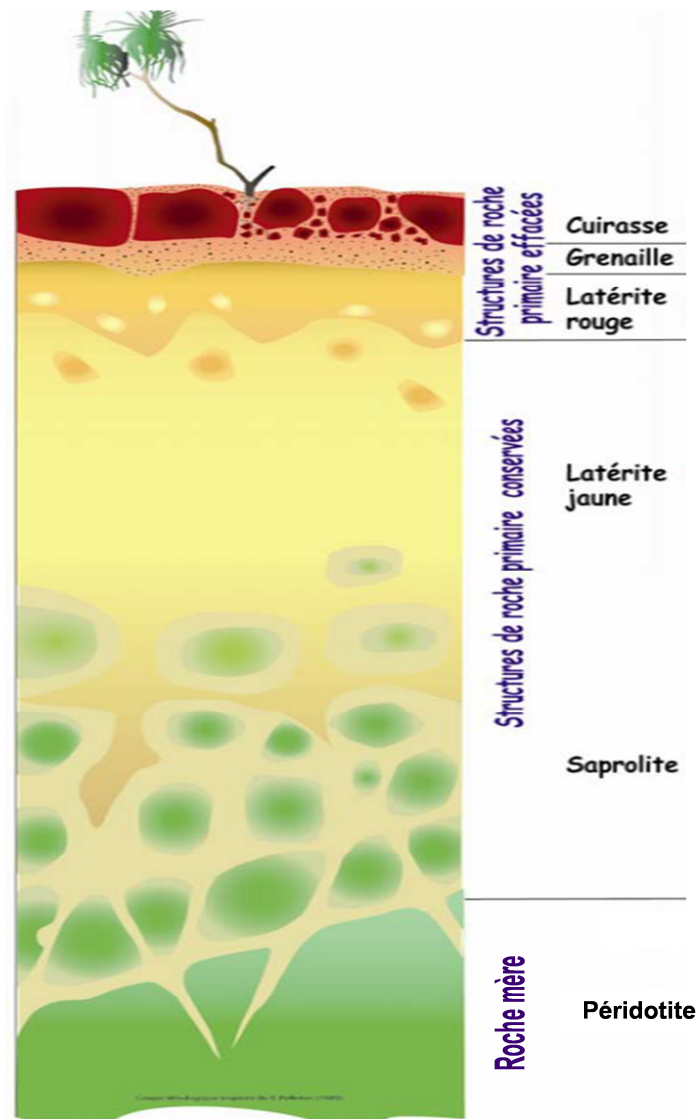 Structures de roche
primaire effacées
Cuirasse
Grenaille
Latérite
rouge
Structures de roche primaire conservées
Latérite
jaune
Saprolite
Roche mère
Péridotite